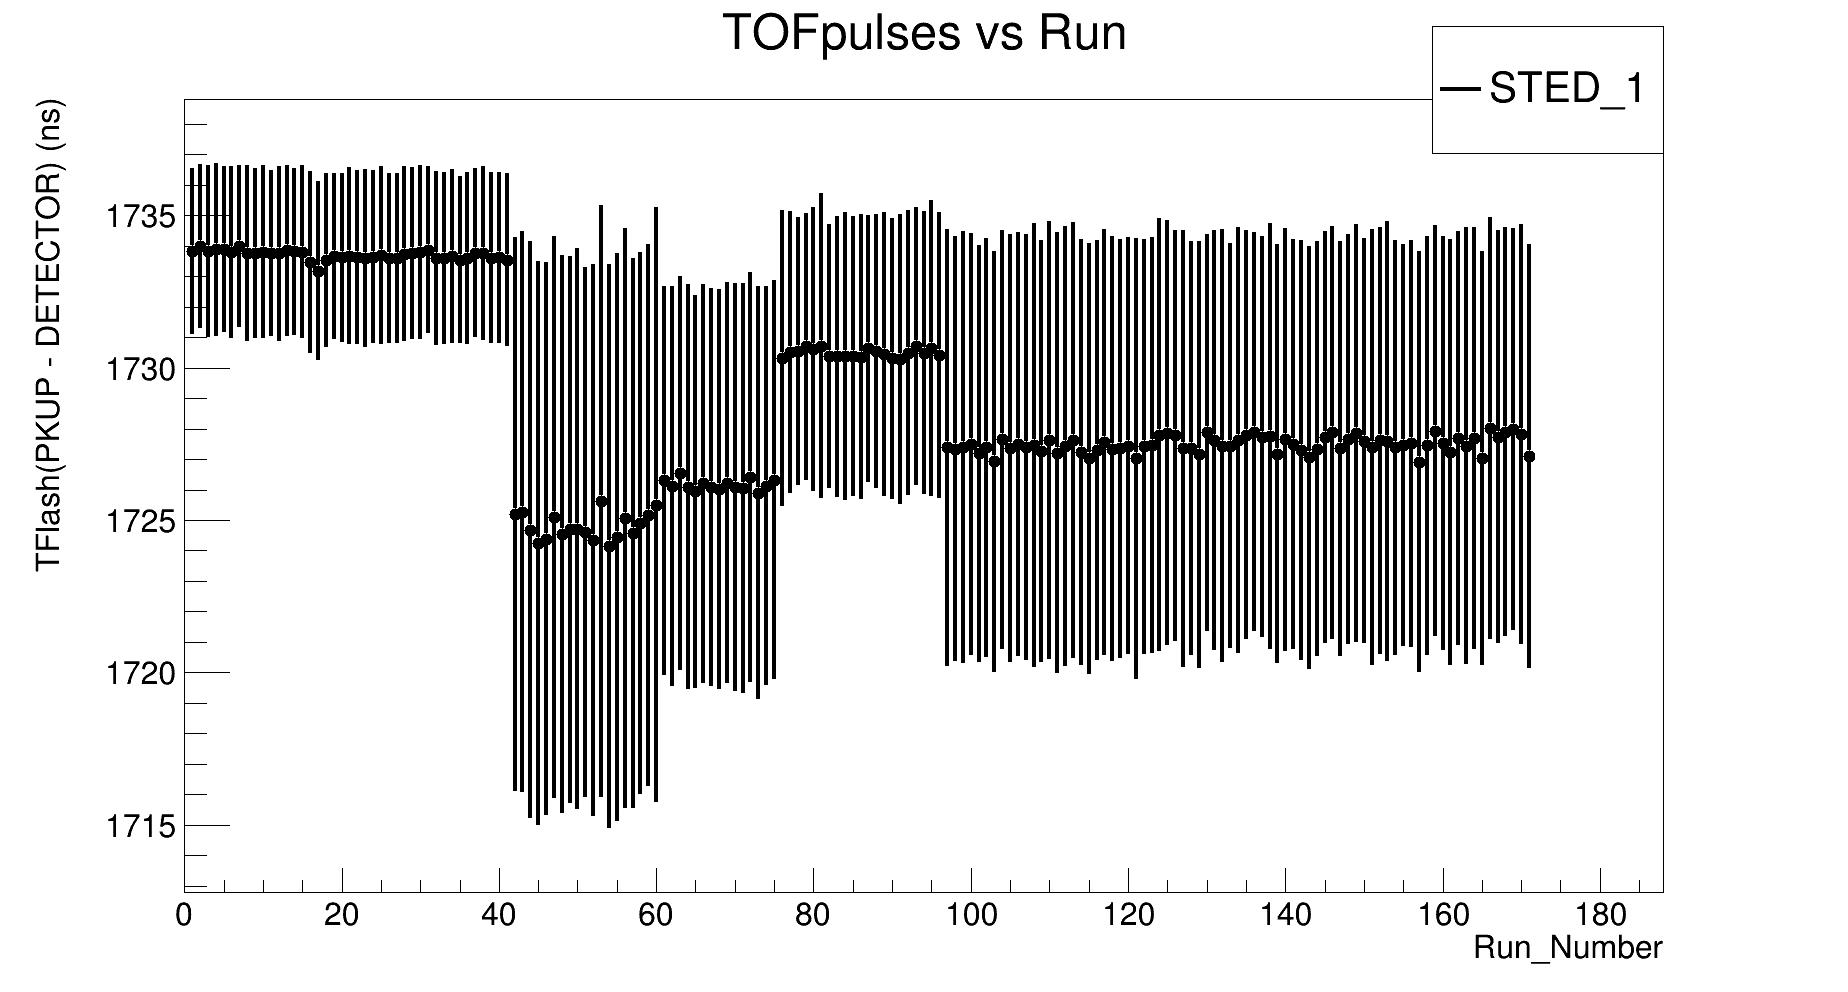 TOFpulses vs Run
STED_1
TFlash(PKUP - DETECTOR) (ns)
1735
1730
1725
1720
1715
0 20 40 60 80 100 120 140 160 180
Run_Number